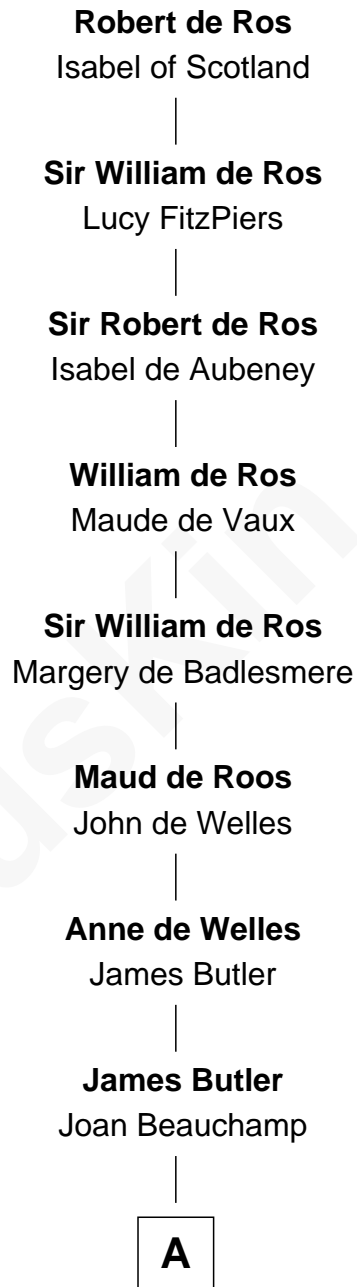 Robert de Ros
Isabel of Scotland
Sir William de Ros
Lucy FitzPiers
Sir Robert de Ros
Isabel de Aubeney
William de Ros
Maude de Vaux
Sir William de Ros
Margery de Badlesmere
Maud de Roos
John de Welles
Anne de Welles
James Butler
James Butler
Joan Beauchamp
A